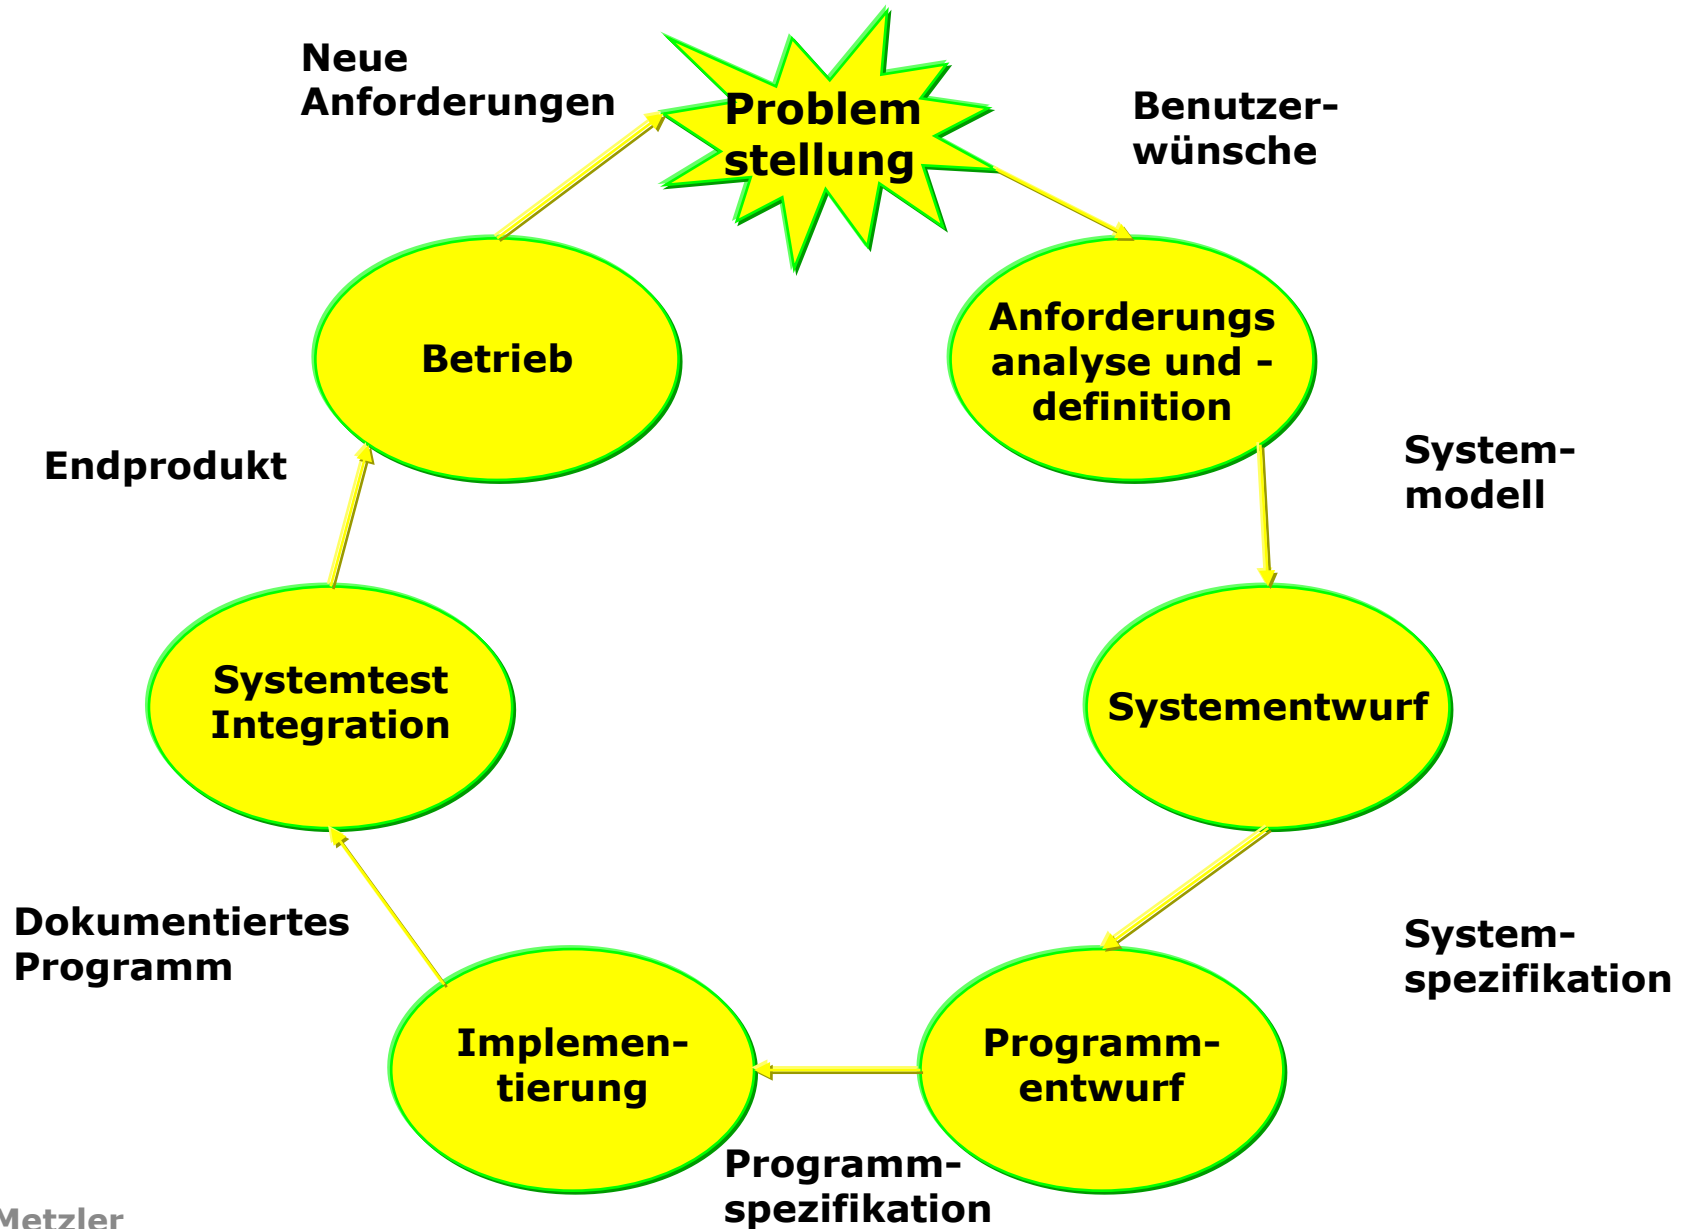 Neue
Anforderungen
Problem
stellung
Benutzer-
wünsche
Anforderungs
analyse und -
definition
Betrieb
System-
modell
Endprodukt
Systemtest
Integration
Systementwurf
Dokumentiertes
Programm
System-
spezifikation
Implemen-
tierung
Programm-
entwurf
Programm-
spezifikation
Metzler